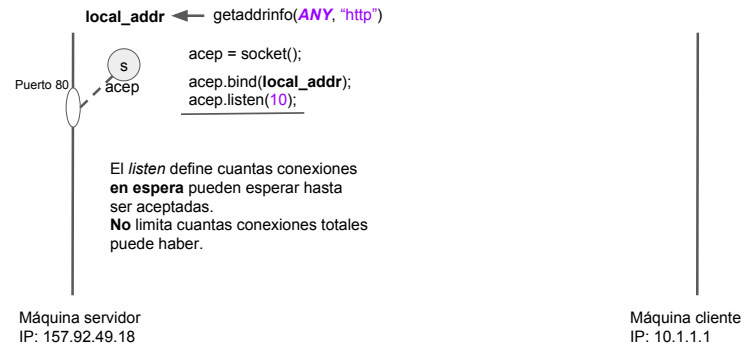 local_addr getaddrinfo(ANY, “http”)
s
acep
Puerto 80
acep = socket();
acep.bind(local_addr);
acep.listen(10);
El listen define cuantas conexiones
en espera pueden esperar hasta
ser aceptadas.
No limita cuantas conexiones totales
puede haber.
Máquina servidor
IP: 157.92.49.18
Máquina cliente
IP: 10.1.1.1